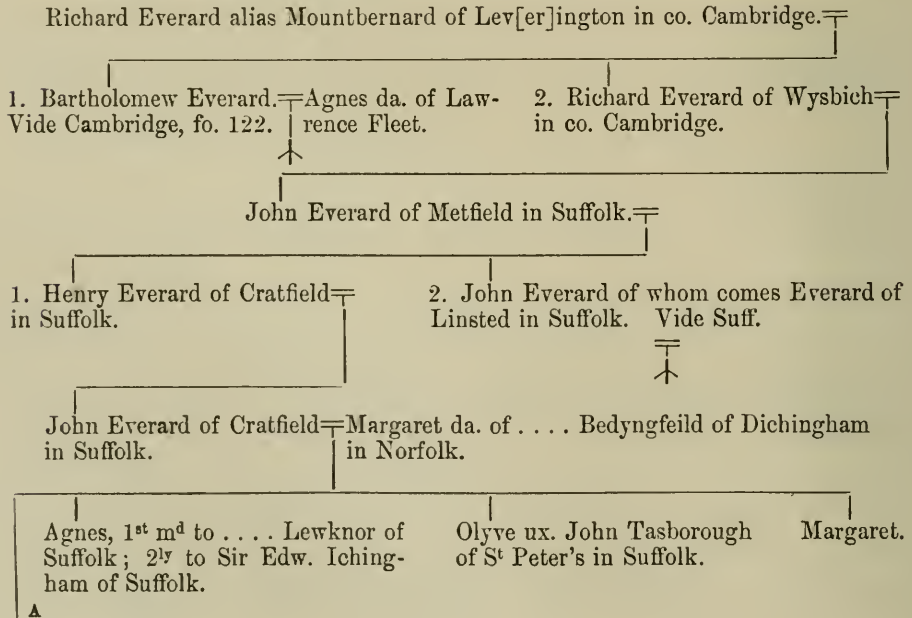 Richard Everard alias Mountbernard of Lev[er]ington in co. Cambridge.
1. Bartholomew Everard. Agnes da. of Law-
Vide Cambridge, fo. 122. rence Fleet.
2. Richard Everard of Wysbich
in co. Cambridge.
John Everard of Metfield in Suffolk.
1. Henry Everard of Cratfield
in Suffolk.
2. John Everard of whom comes Everard of
Linsted in Suffolk. Vide Suff.
John Everard of Cratfield
in Suffolk.
Margaret da. of .... Bedyngfeild of Dichingham
in Norfolk.
Agnes, 1st md to .... Lewknor of
Suffolk; 2ly to Sir Edw. Iching-
ham of Suffolk.
Olyve ux. John Tasborough
of St Peter's in Suffolk.
Margaret.
A